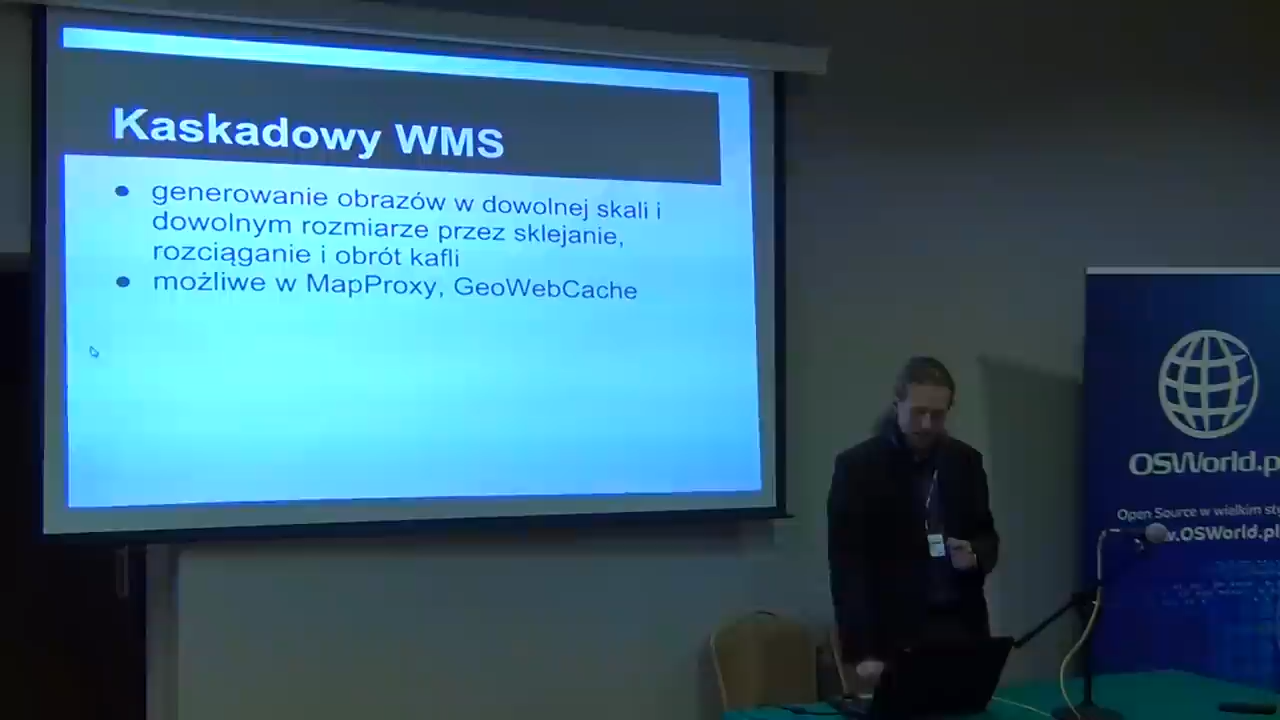 Kaskadowy WMS
generowanie obrazów w dowolnej skali i
dowolnym rozmiarze przez sklejanie,
rozciąganie i obrót kafli
możliwe w MapProxy, GeoWebCache
OSWorld.p
Open Source w wielkim sty
w.OSWorld.pl